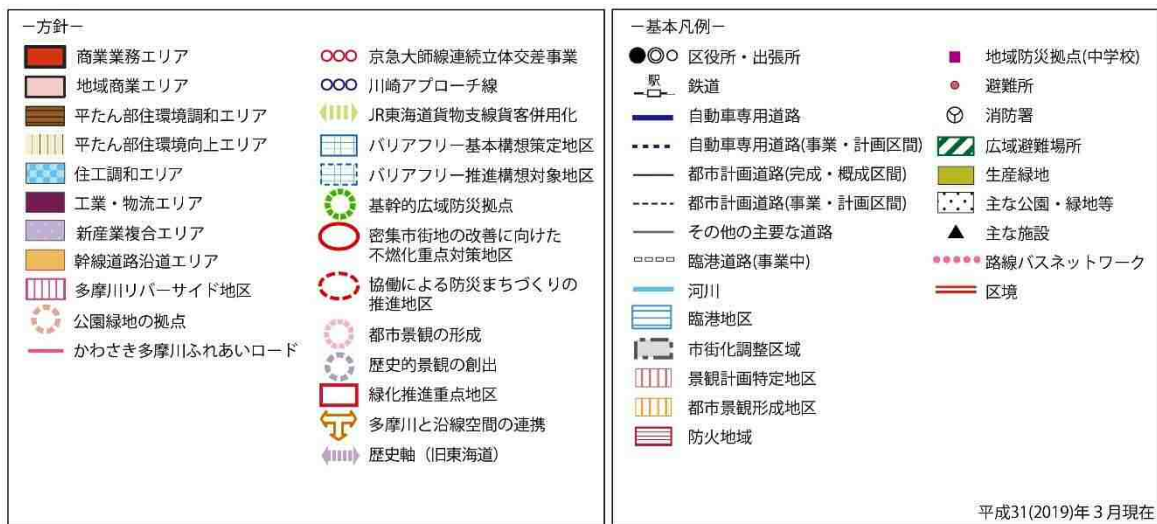 −方針−
商業業務エリア
地域商業エリア
平たん部住環境調和エリア
平たん部住環境向上エリア
住工調和エリア
工業・物流エリア
新産業複合エリア
幹線道路沿道エリア
多摩川リバーサイド地区
公園緑地の拠点
かわさき多摩川ふれあいロード
京急大師線連続立体交差事業
川崎アプローチ線
JR東海道貨物支線貨客併用化
バリアフリー基本構想策定地区
バリアフリー推進構想対象地区
基幹的広域防災拠点
密集市街地の改善に向けた
不燃化重点対策地区
協働による防災まちづくりの
推進地区
都市景観の形成
歴史的景観の創出
緑化推進重点地区
多摩川と沿線空間の連携
歴史軸（旧東海道）
−基本凡例−
区役所・出張所
駅
鉄道
自動車専用道路
自動車専用道路(事業・計画区間)
都市計画道路(完成・概成区間)
都市計画道路(事業・計画区間)
その他の主要な道路
臨港道路(事業中)
河川
臨港地区
市街化調整区域
景観計画特定地区
都市景観形成地区
防火地域
地域防災拠点(中学校)
避難所
消防署
広域避難場所
生産緑地
主な公園・緑地等
主な施設
路線バスネットワーク
区境
平成31(2019)年３月現在